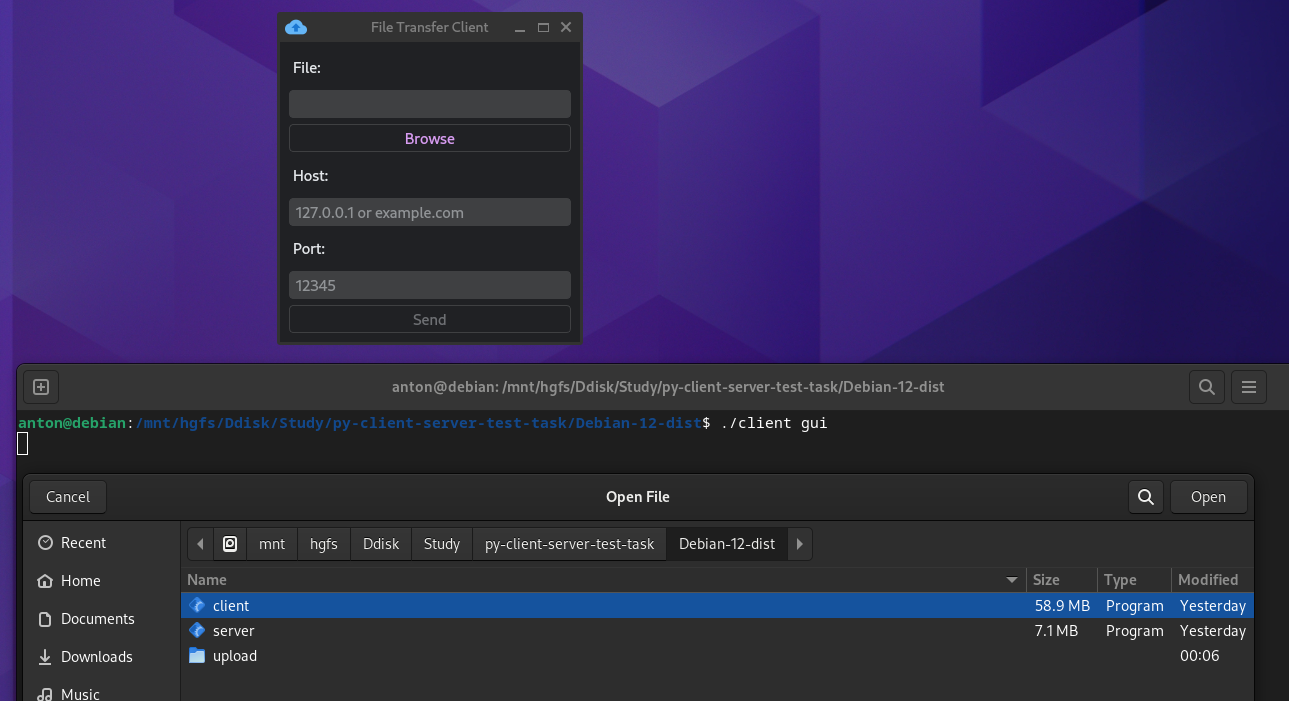 File Transfer Client
File:
Browse
Host:
127.0.0.1 or example.com
Port:
12345
Send
anton@debian: /mnt/hgfs/Ddisk/Study/py-client-server-test-task/Debian-12-dist
anton@debian:/mnt/hgfs/Ddisk/Study/py-client-server-test-task/Debian-12-dist$ ./client gui
Cancel Open File Open
Recent
Home
Documents
Downloads
Music
mnt hgfs Ddisk Study py-client-server-test-task Debian-12-dist
Name Size Type Modified
client 58.9 MB Program Yesterday
server 7.1 MB Program Yesterday
upload 00:06